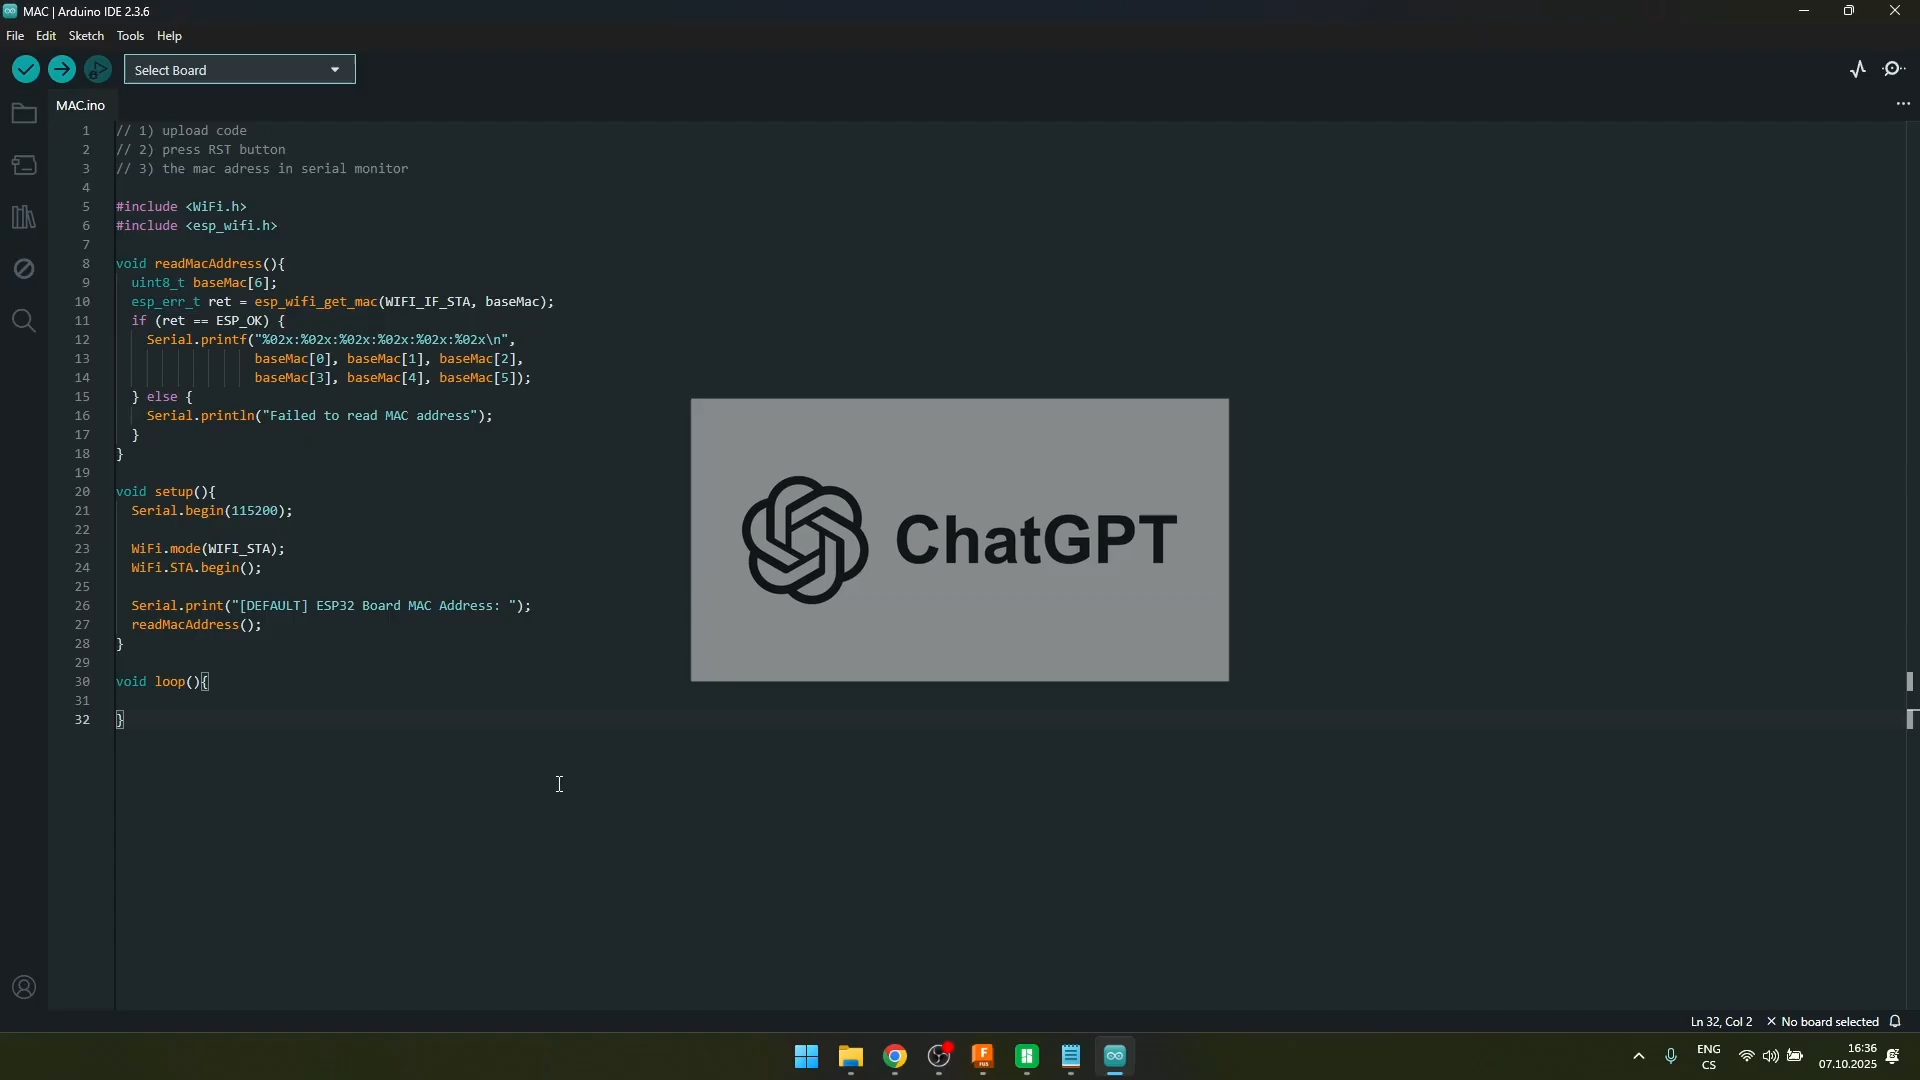 MAC | Arduino IDE 2.3.6
File Edit Sketch Tools Help
Select Board
MAC.ino
1 // 1) upload code
2 // 2) press RST button
3 // 3) the mac adress in serial monitor
4
5 #include <WiFi.h>
6 #include <esp_wifi.h>
7
8 void readMacAddress(){
9 uint8_t baseMac[6];
10 esp_err_t ret = esp_wifi_get_mac(WIFI_IF_STA, baseMac);
11 if (ret == ESP_OK) {
12 Serial.printf("%02x:%02x:%02x:%02x:%02x:%02x\n",
13 baseMac[0], baseMac[1], baseMac[2],
14 baseMac[3], baseMac[4], baseMac[5]);
15 } else {
16 Serial.println("Failed to read MAC address");
17 }
18 }
19
20 void setup(){
21 Serial.begin(115200);
22
23 WiFi.mode(WIFI_STA);
24 WiFi.STA.begin();
25
26 Serial.print("[DEFAULT] ESP32 Board MAC Address: ");
27 readMacAddress();
28 }
29
30 void loop(){
31
32 }
ChatGPT
Ln 32, Col 2 × No board selected
ENG
CS
16:36
07.10.2025